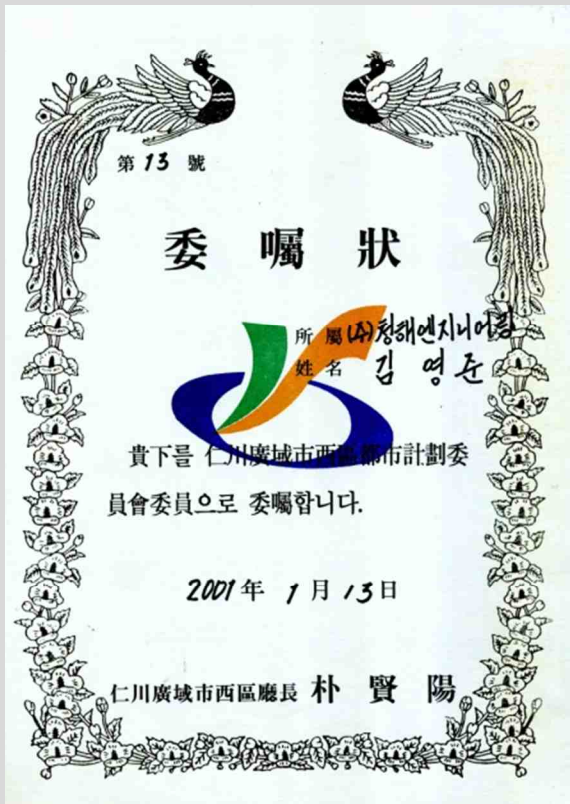 第 13 號
委囑狀
所屬 (주)청해엔지니어링
姓名 김영준
貴下를 仁川廣域市西區都市計劃委
員會委員으로 委囑합니다.
2001年 1月 13日
仁川廣域市西區廳長 朴賢陽